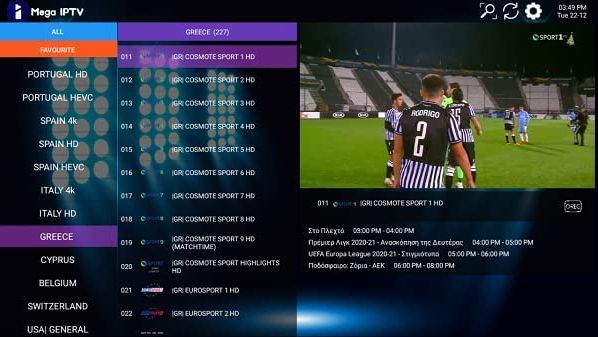 Mega IPTV
03:49 PM
Tue 22-12
ALL
FAVOURITE
PORTUGAL HD
PORTUGAL HEVC
SPAIN 4k
SPAIN HD
SPAIN HEVC
ITALY 4k
ITALY HD
GREECE
CYPRUS
BELGIUM
SWITZERLAND
USA| GENERAL
GREECE (227)
011 |GR| COSMOTE SPORT 1 HD
012 |GR| COSMOTE SPORT 2 HD
013 |GR| COSMOTE SPORT 3 HD
014 |GR| COSMOTE SPORT 4 HD
015 |GR| COSMOTE SPORT 5 HD
016 |GR| COSMOTE SPORT 6 HD
017 |GR| COSMOTE SPORT 7 HD
018 |GR| COSMOTE SPORT 8 HD
019 |GR| COSMOTE SPORT 9 HD
(MATCHTIME)
020 |GR| COSMOTE SPORT HIGHLIGHTS
HD
021 |GR| EUROSPORT 1 HD
022 |GR| EUROSPORT 2 HD
SPORT 1
KIA
RODRIGO
2
011 SPORT 1 |GR| COSMOTE SPORT 1 HD
REC
Στο Πλεχτό 03:00 PM - 04:00 PM
Πρέμιερ Λιγκ 2020-21 - Ανασκόπηση της Δευτέρας 04:00 PM - 05:00 PM
UEFA Europa League 2020-21 - Στιγμιότυπα 05:00 PM - 06:00 PM
Ποδόσφαιρο: Ζόρια - ΑΕΚ 06:00 PM - 08:00 PM